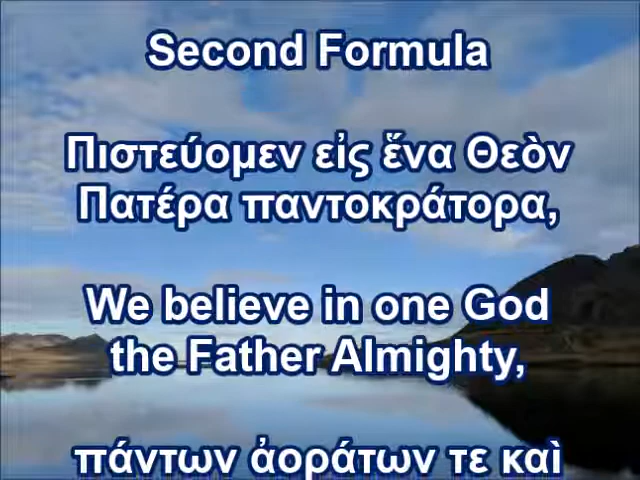 Second Formula
Πιστεύομεν εἰς ἕνα Θεὸν
Πατέρα παντοκράτορα,
We believe in one God
the Father Almighty,
πάντων ἀοράτων τε καὶ